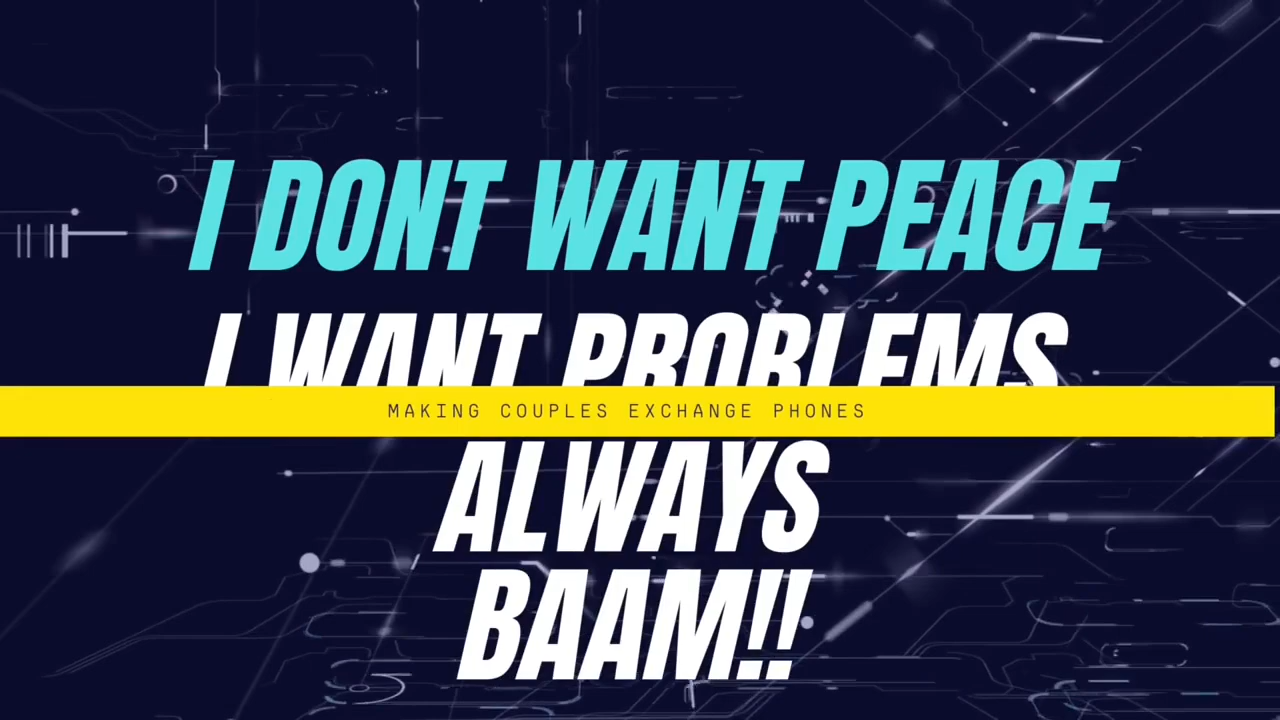 I DONT WANT PEACE
I WANT PROBLEMS
MAKING COUPLES EXCHANGE PHONES
ALWAYS
BAAM!!